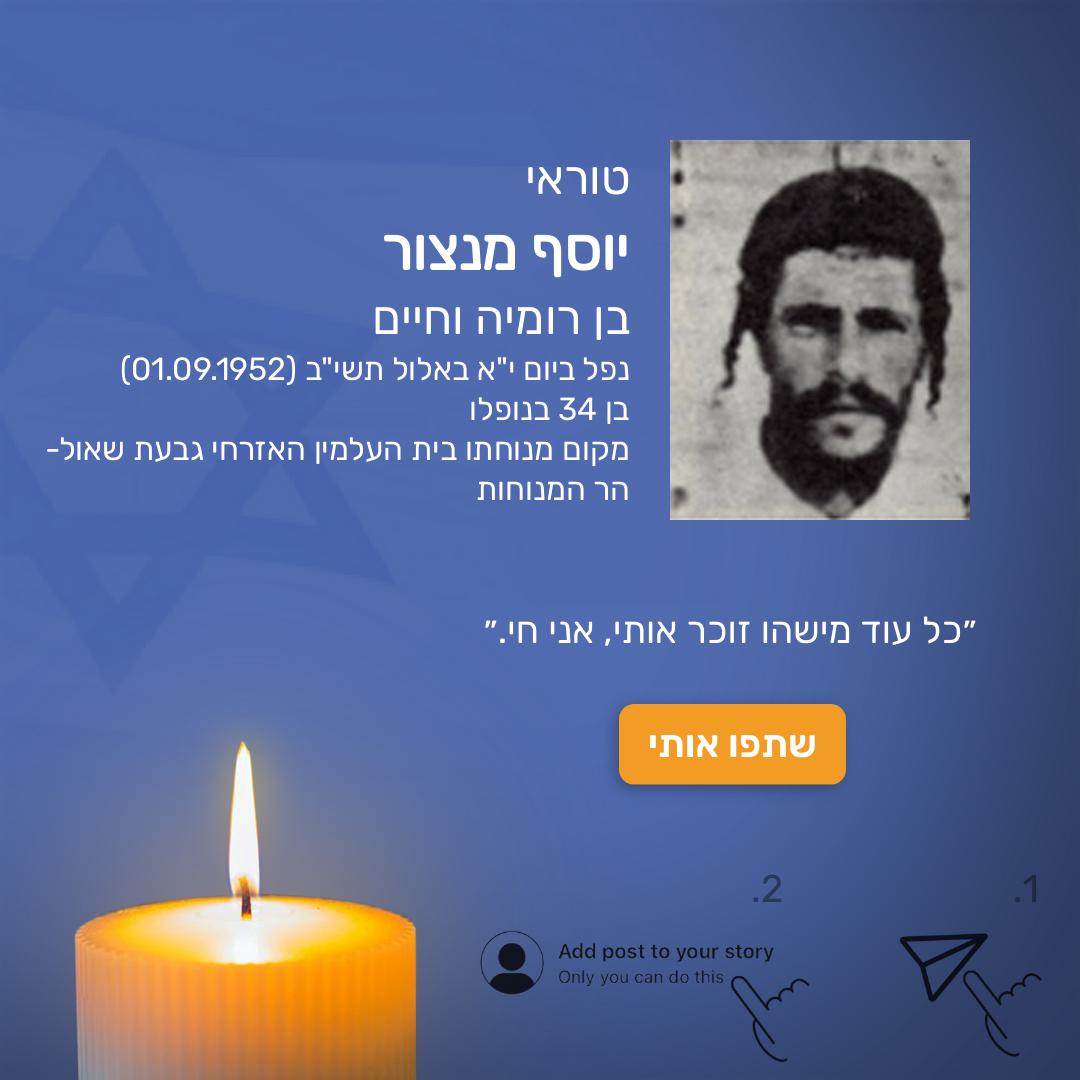 טוראי
יוסף מנצור
בן רומיה וחיים
נפל ביום י"א באלול תשי"ב (01.09.1952)
בן 34 בנופלו
מקום מנוחתו בית העלמין האזרחי גבעת שאול-
הר המנוחות
״כל עוד מישהו זוכר אותי, אני חי.״
שתפו אותי
1.
2.
Add post to your story
Only you can do this